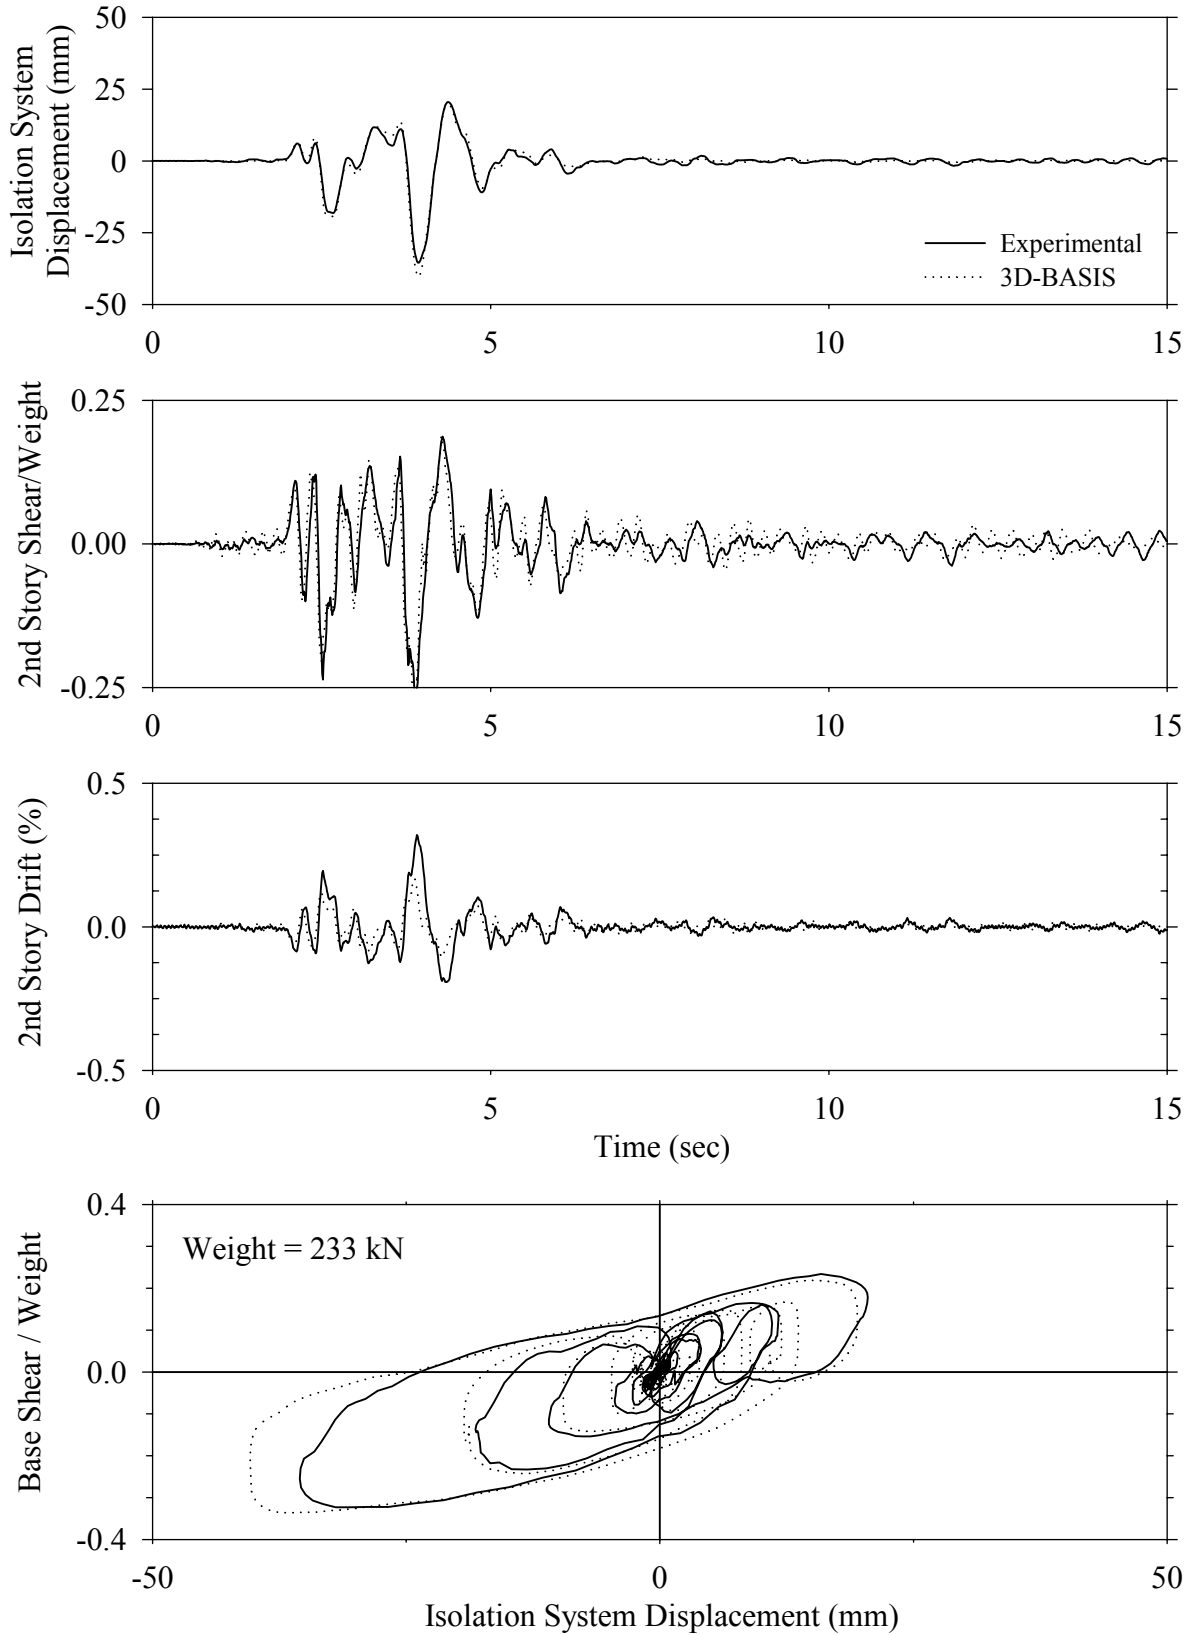 Isolation System
Displacement (mm)
50
25
0
-25
-50
Experimental
3D-BASIS
0 5 10 15
2nd Story Shear/Weight
0.25
0.00
-0.25
0 5 10 15
2nd Story Drift (%)
0.5
0.0
-0.5
0 5 10 15
Time (sec)
Base Shear / Weight
0.4
0.0
-0.4
Weight = 233 kN
-50 0 50
Isolation System Displacement (mm)